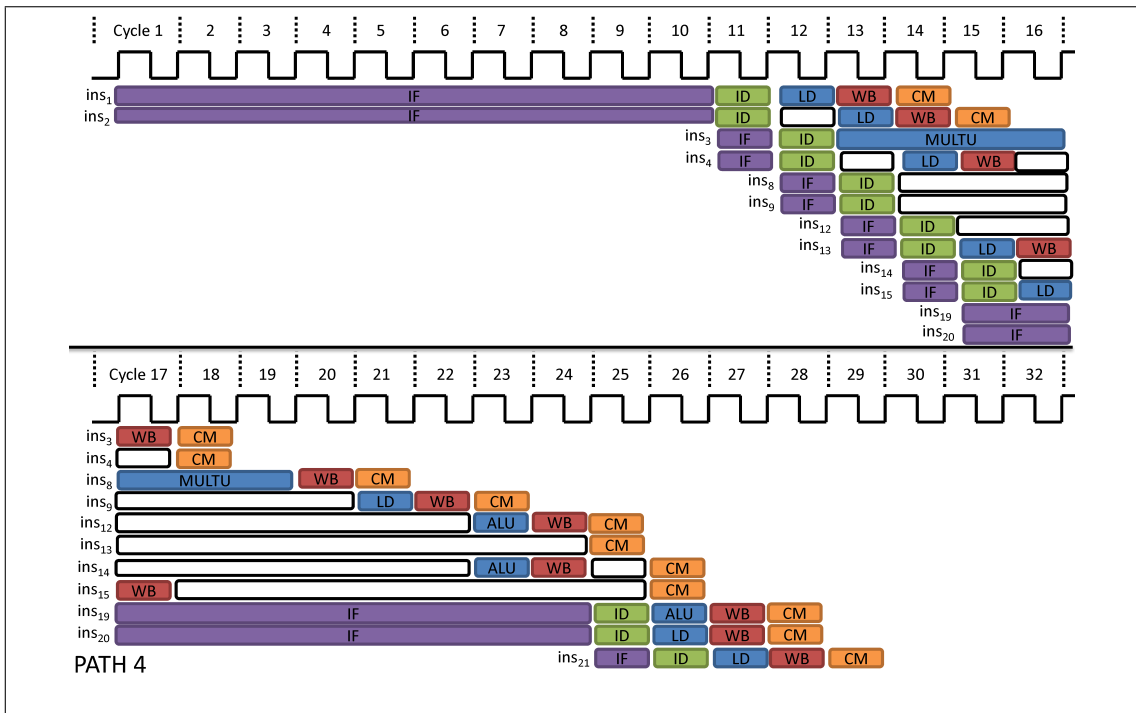 Cycle 1 2 3 4 5 6 7 8 9 10 11 12 13 14 15 16
ins1 IF ID LD WB CM
ins2 IF ID LD WB CM
ins3 IF ID MULTU
ins4 IF ID LD WB
ins8 IF ID
ins9 IF ID
ins12 IF ID
ins13 IF ID LD WB
ins14 IF ID
ins15 IF ID LD
ins19 IF
ins20 IF
Cycle 17 18 19 20 21 22 23 24 25 26 27 28 29 30 31 32
ins3 WB CM
ins4 CM
ins8 MULTU WB CM
ins9 LD WB CM
ins12 ALU WB CM
ins13 CM
ins14 ALU WB CM
ins15 WB CM
ins19 IF ID ALU WB CM
ins20 IF ID LD WB CM
ins21 IF ID LD WB CM
PATH 4